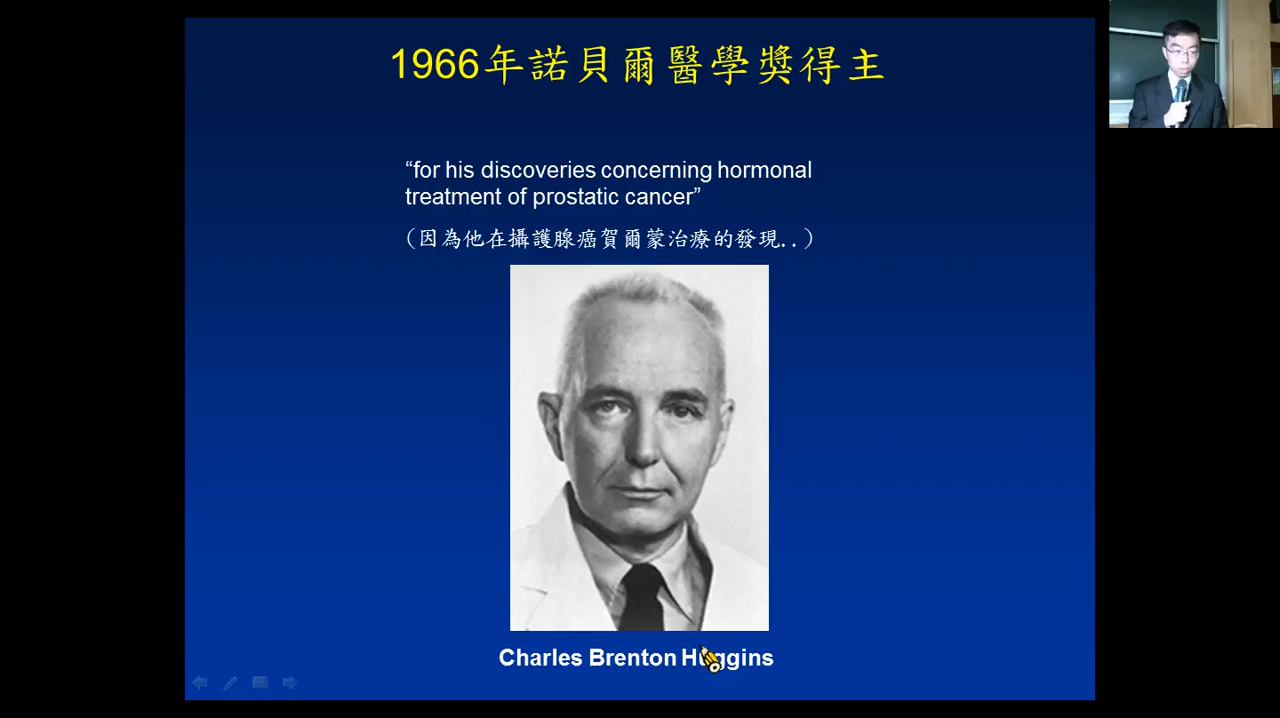 1966年諾貝爾醫學獎得主
“for his discoveries concerning hormonal
treatment of prostatic cancer”
（因為他在攝護腺癌賀爾蒙治療的發現..）
Charles Brenton Huggins